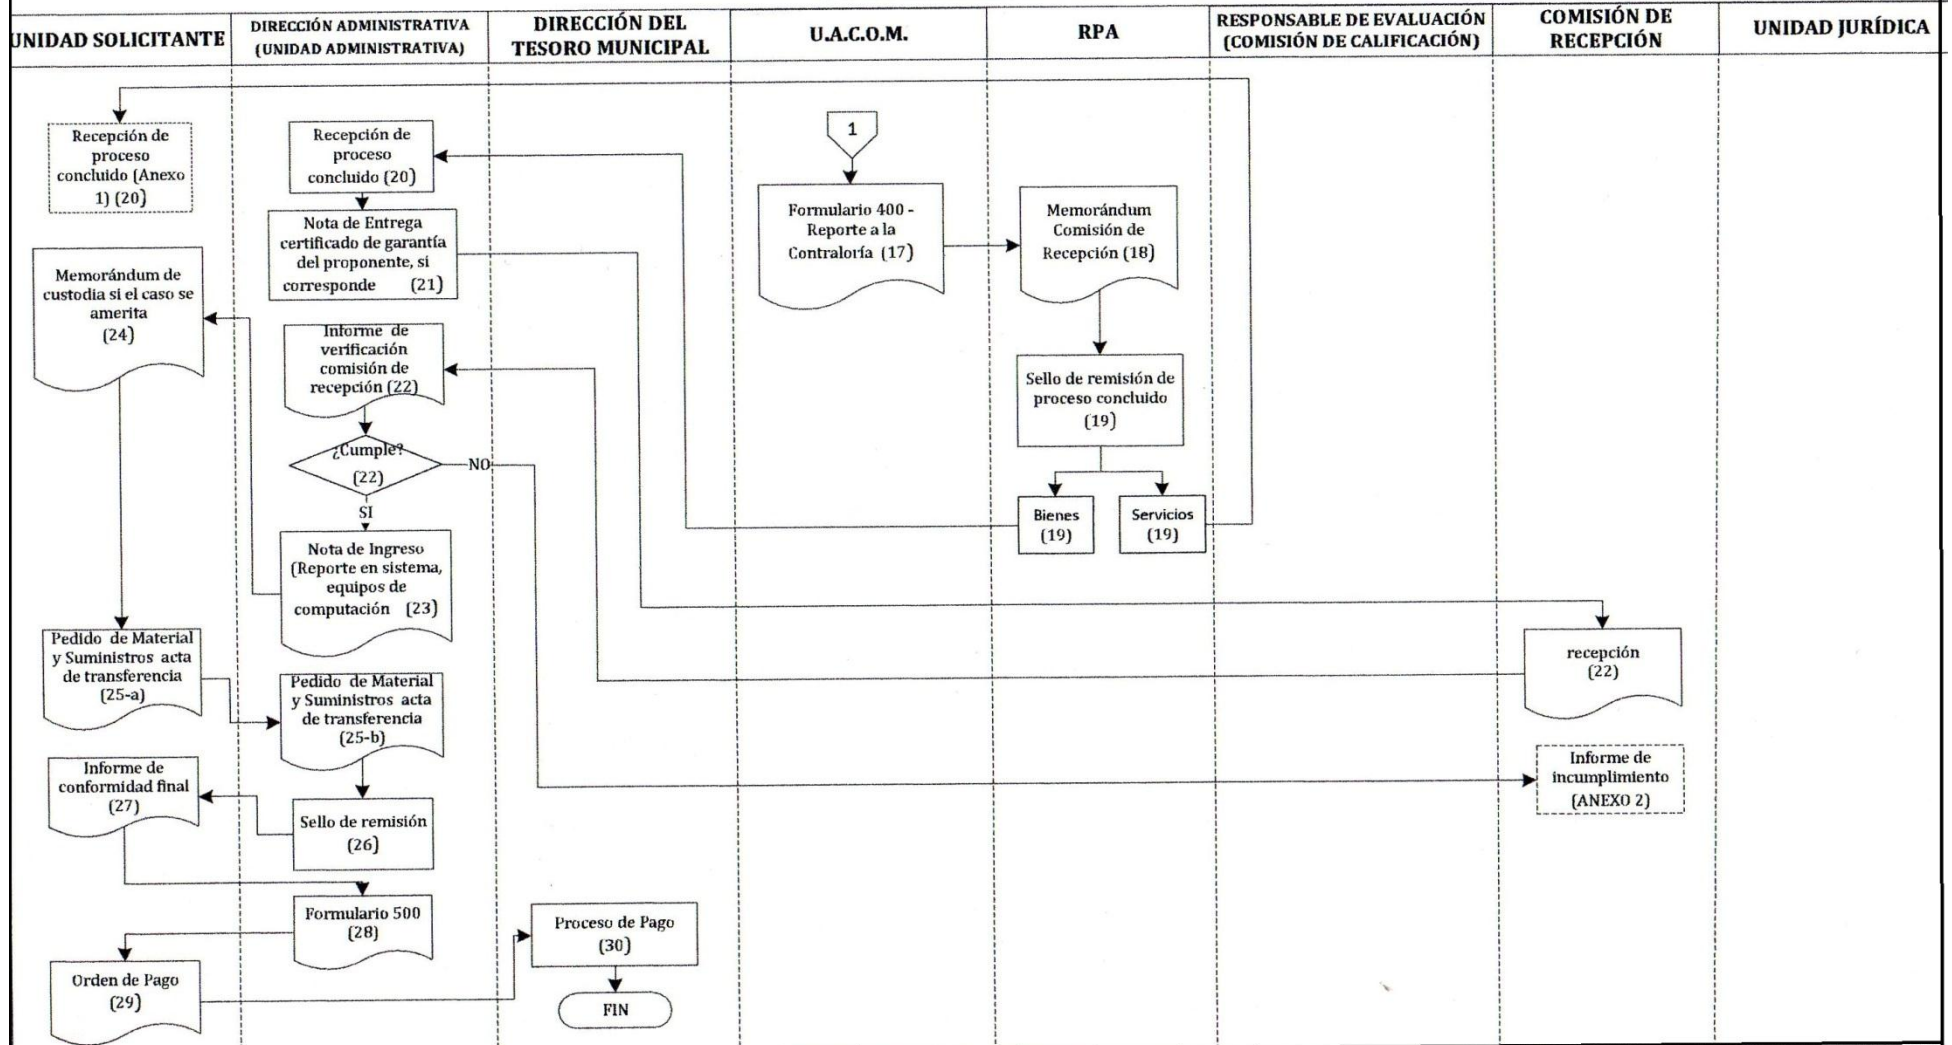 UNIDAD SOLICITANTE
DIRECCIÓN ADMINISTRATIVA
(UNIDAD ADMINISTRATIVA)
DIRECCIÓN DEL
TESORO MUNICIPAL
U.A.C.O.M.
RPA
RESPONSABLE DE EVALUACIÓN
(COMISIÓN DE CALIFICACIÓN)
COMISIÓN DE
RECEPCIÓN
UNIDAD JURÍDICA
Recepción de
proceso
concluido (Anexo
1) (20)
Recepción de
proceso
concluido (20)
1
Nota de Entrega
certificado de garantía
del proponente, si
corresponde (21)
Formulario 400 -
Reporte a la
Contraloría (17)
Memorándum
Comisión de
Recepción (18)
Memorándum de
custodia si el caso se
amerita
(24)
Informe de
verificación
comisión de
recepción (22)
Sello de remisión de
proceso concluido
(19)
¿Cumple?
(22)
NO
SI
Bienes
(19)
Servicios
(19)
Nota de Ingreso
(Reporte en sistema,
equipos de
computación (23)
Pedido de Material
y Suministros acta
de transferencia
(25-a)
recepción
(22)
Pedido de Material
y Suministros acta
de transferencia
(25-b)
Informe de
conformidad final
(27)
Informe de
incumplimiento
(ANEXO 2)
Sello de remisión
(26)
Formulario 500
(28)
Proceso de Pago
(30)
Orden de Pago
(29)
FIN